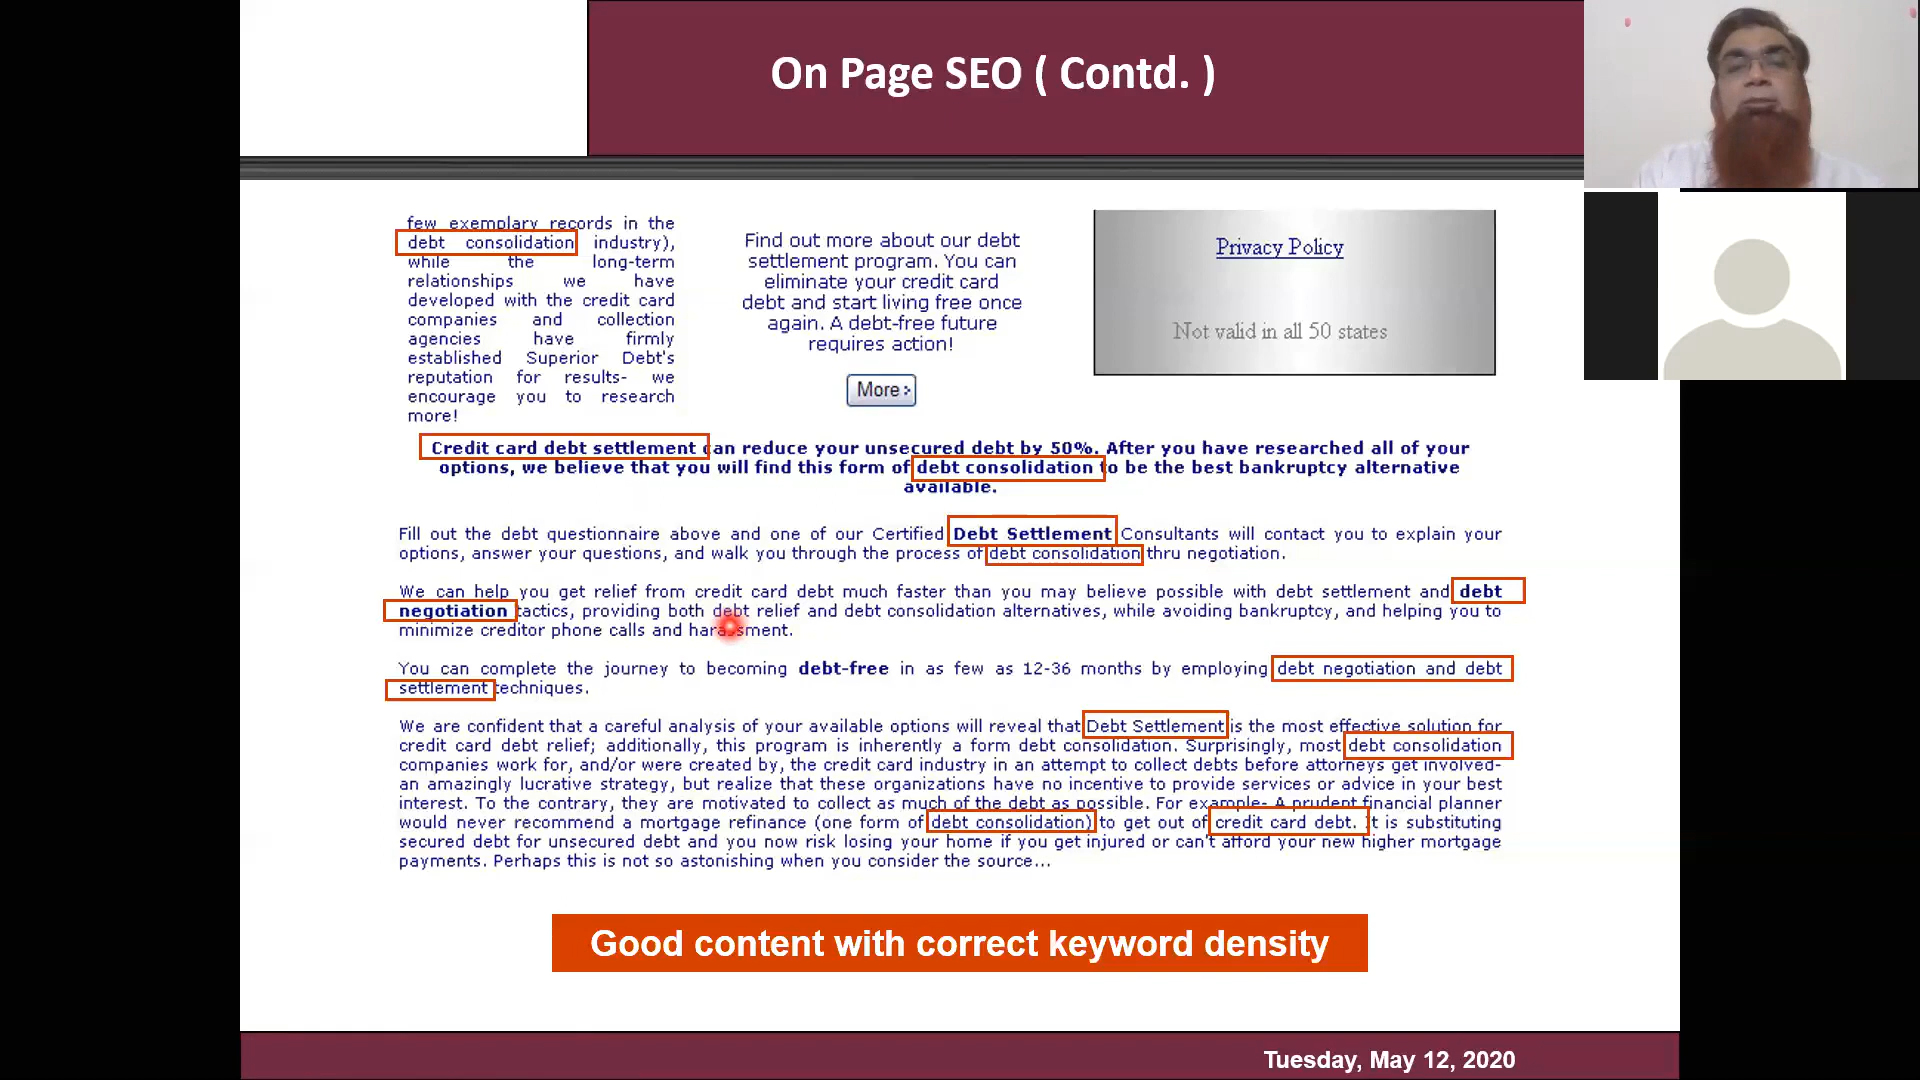 On Page SEO ( Contd. )
few exemplary records in the
debt consolidation industry),
while the long-term
relationships we have
developed with the credit card
companies and collection
agencies have firmly
established Superior Debt's
reputation for results- we
encourage you to research
more!
Find out more about our debt
settlement program. You can
eliminate your credit card
debt and start living free once
again. A debt-free future
requires action!
More
Privacy Policy
Not valid in all 50 states
Credit card debt settlement can reduce your unsecured debt by 50%. After you have researched all of your
options, we believe that you will find this form of debt consolidation to be the best bankruptcy alternative
available.
Fill out the debt questionnaire above and one of our Certified Debt Settlement Consultants will contact you to explain your
options, answer your questions, and walk you through the process of debt consolidation thru negotiation.
We can help you get relief from credit card debt much faster than you may believe possible with debt settlement and debt
negotiation tactics, providing both debt relief and debt consolidation alternatives, while avoiding bankruptcy, and helping you to
minimize creditor phone calls and harassment.
You can complete the journey to becoming debt-free in as few as 12-36 months by employing debt negotiation and debt
settlement techniques.
We are confident that a careful analysis of your available options will reveal that Debt Settlement is the most effective solution for
credit card debt relief; additionally, this program is inherently a form debt consolidation. Surprisingly, most debt consolidation
companies work for, and/or were created by, the credit card industry in an attempt to collect debts before attorneys get involved-
an amazingly lucrative strategy, but realize that these organizations have no incentive to provide services or advice in your best
interest. To the contrary, they are motivated to collect as much of the debt as possible. For example- A prudent financial planner
would never recommend a mortgage refinance (one form of debt consolidation) to get out of credit card debt. It is substituting
secured debt for unsecured debt and you now risk losing your home if you get injured or can't afford your new higher mortgage
payments. Perhaps this is not so astonishing when you consider the source...
Good content with correct keyword density
Tuesday, May 12, 2020